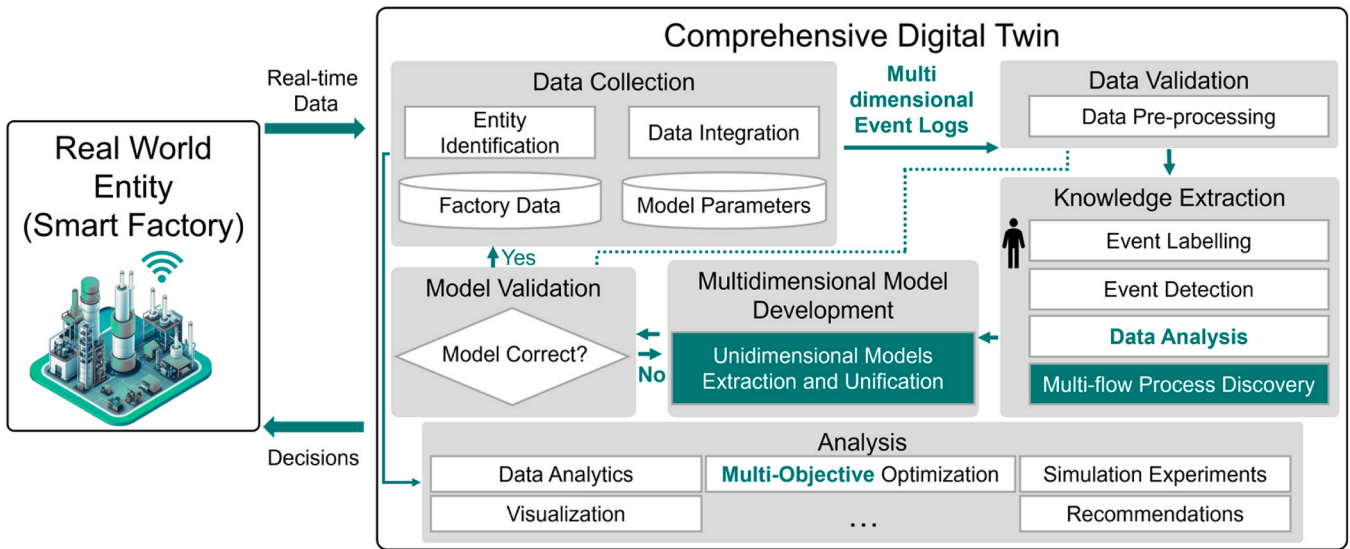 Comprehensive Digital Twin
Real-time
Data
Real World
Entity
(Smart Factory)
Decisions
Data Collection
Entity
Identification
Data Integration
Factory Data
Model Parameters
Multi
dimensional
Event Logs
Data Validation
Data Pre-processing
Knowledge Extraction
Event Labelling
Event Detection
Data Analysis
Multi-flow Process Discovery
Multidimensional Model
Development
Unidimensional Models
Extraction and Unification
Yes
Model Validation
Model Correct?
No
Analysis
Data Analytics
Multi-Objective Optimization
Simulation Experiments
Visualization
...
Recommendations